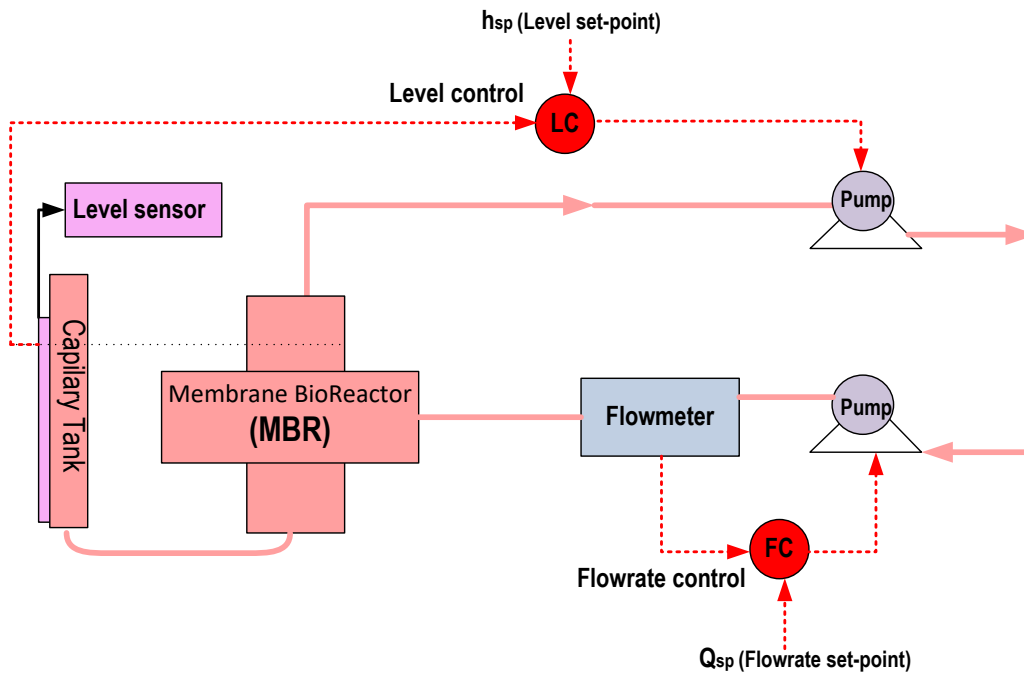 hsp (Level set-point)
Level control
LC
Level sensor
Pump
Capilary Tank
Membrane BioReactor
(MBR)
Flowmeter
Pump
FC
Flowrate control
Qsp (Flowrate set-point)